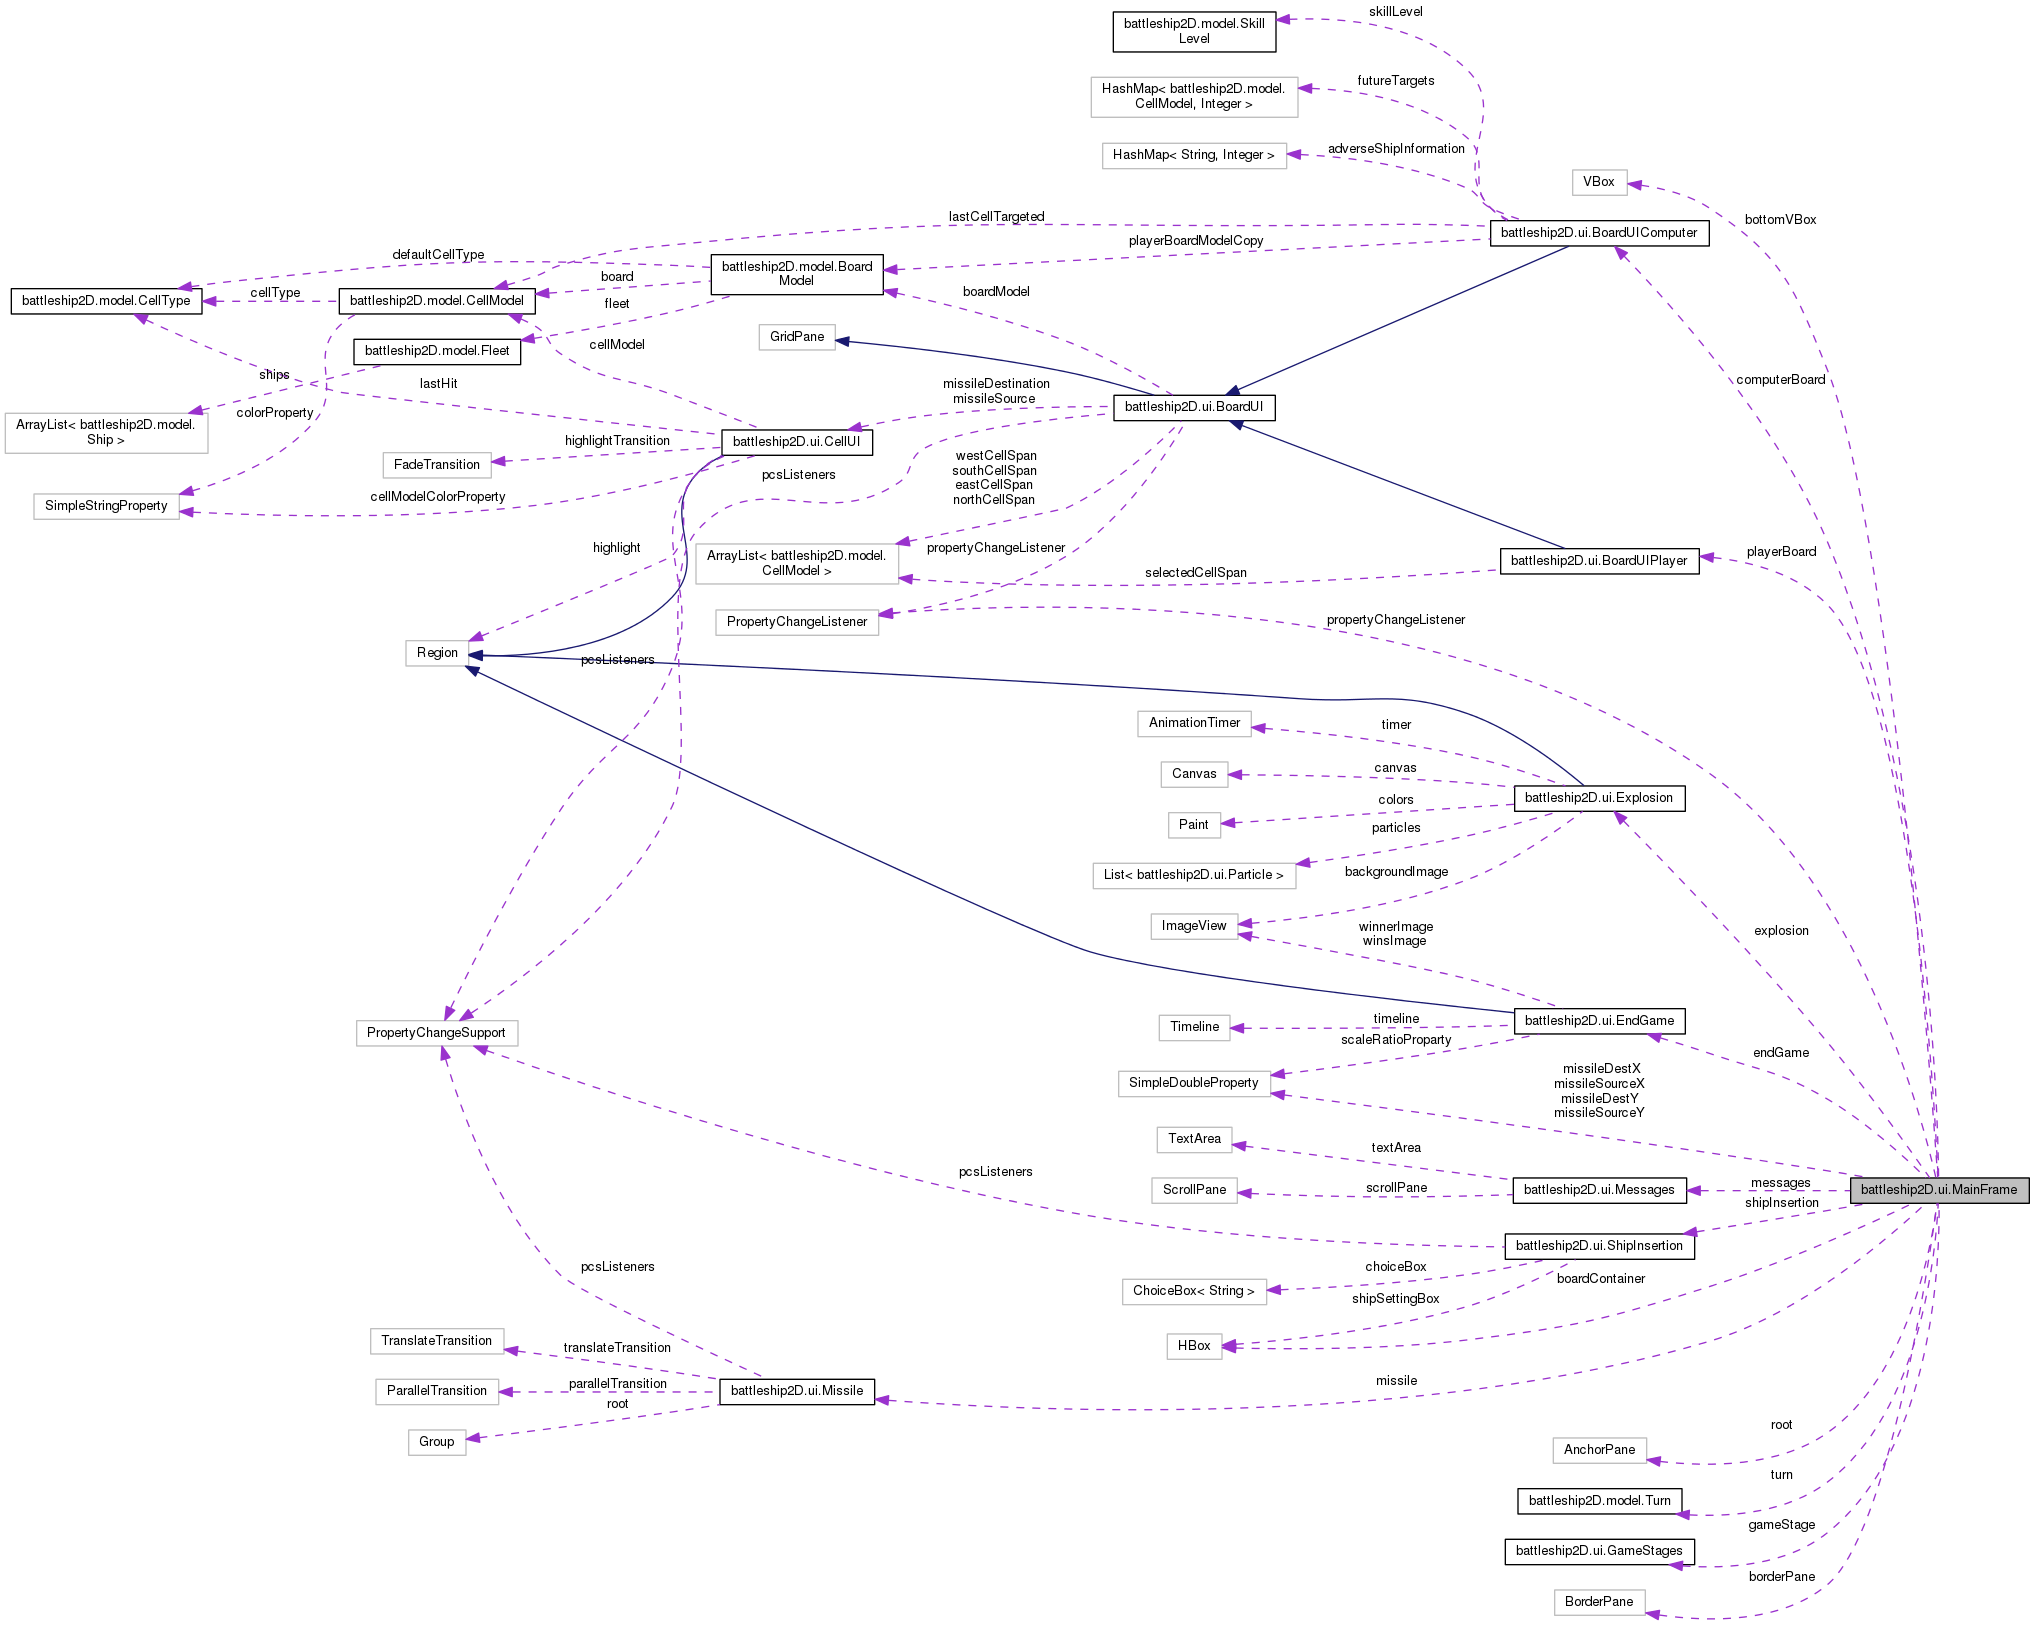 skillLevel
battleship2D.model.Skill
Level
futureTargets
HashMap< battleship2D.model.
CellModel, Integer >
adverseShipInformation
HashMap< String, Integer >
VBox
bottomVBox
lastCellTargeted
battleship2D.ui.BoardUIComputer
playerBoardModelCopy
defaultCellType
battleship2D.model.Board
Model
board
boardModel
cellType
battleship2D.model.CellType
battleship2D.model.CellModel
fleet
GridPane
cellModel
battleship2D.model.Fleet
ships
lastHit
computerBoard
missileDestination
missileSource
battleship2D.ui.BoardUI
colorProperty
ArrayList< battleship2D.model.
Ship >
highlightTransition
battleship2D.ui.CellUI
FadeTransition
pcsListeners
westCellSpan
southCellSpan
eastCellSpan
northCellSpan
cellModelColorProperty
SimpleStringProperty
highlight
propertyChangeListener
ArrayList< battleship2D.model.
CellModel >
selectedCellSpan
battleship2D.ui.BoardUIPlayer
playerBoard
PropertyChangeListener
propertyChangeListener
Region
pcsListeners
AnimationTimer
timer
Canvas
canvas
battleship2D.ui.Explosion
colors
Paint
particles
List< battleship2D.ui.Particle >
backgroundImage
ImageView
winnerImage
winsImage
explosion
PropertyChangeSupport
Timeline
timeline
battleship2D.ui.EndGame
scaleRatioProparty
endGame
SimpleDoubleProperty
missileDestX
missileSourceX
missileDestY
missileSourceY
TextArea
textArea
pcsListeners
ScrollPane
scrollPane
battleship2D.ui.Messages
messages
battleship2D.ui.MainFrame
shipInsertion
battleship2D.ui.ShipInsertion
pcsListeners
choiceBox
boardContainer
ChoiceBox< String >
shipSettingBox
HBox
TranslateTransition
translateTransition
parallelTransition
ParallelTransition
battleship2D.ui.Missile
missile
root
Group
root
AnchorPane
turn
battleship2D.model.Turn
gameStage
battleship2D.ui.GameStages
borderPane
BorderPane